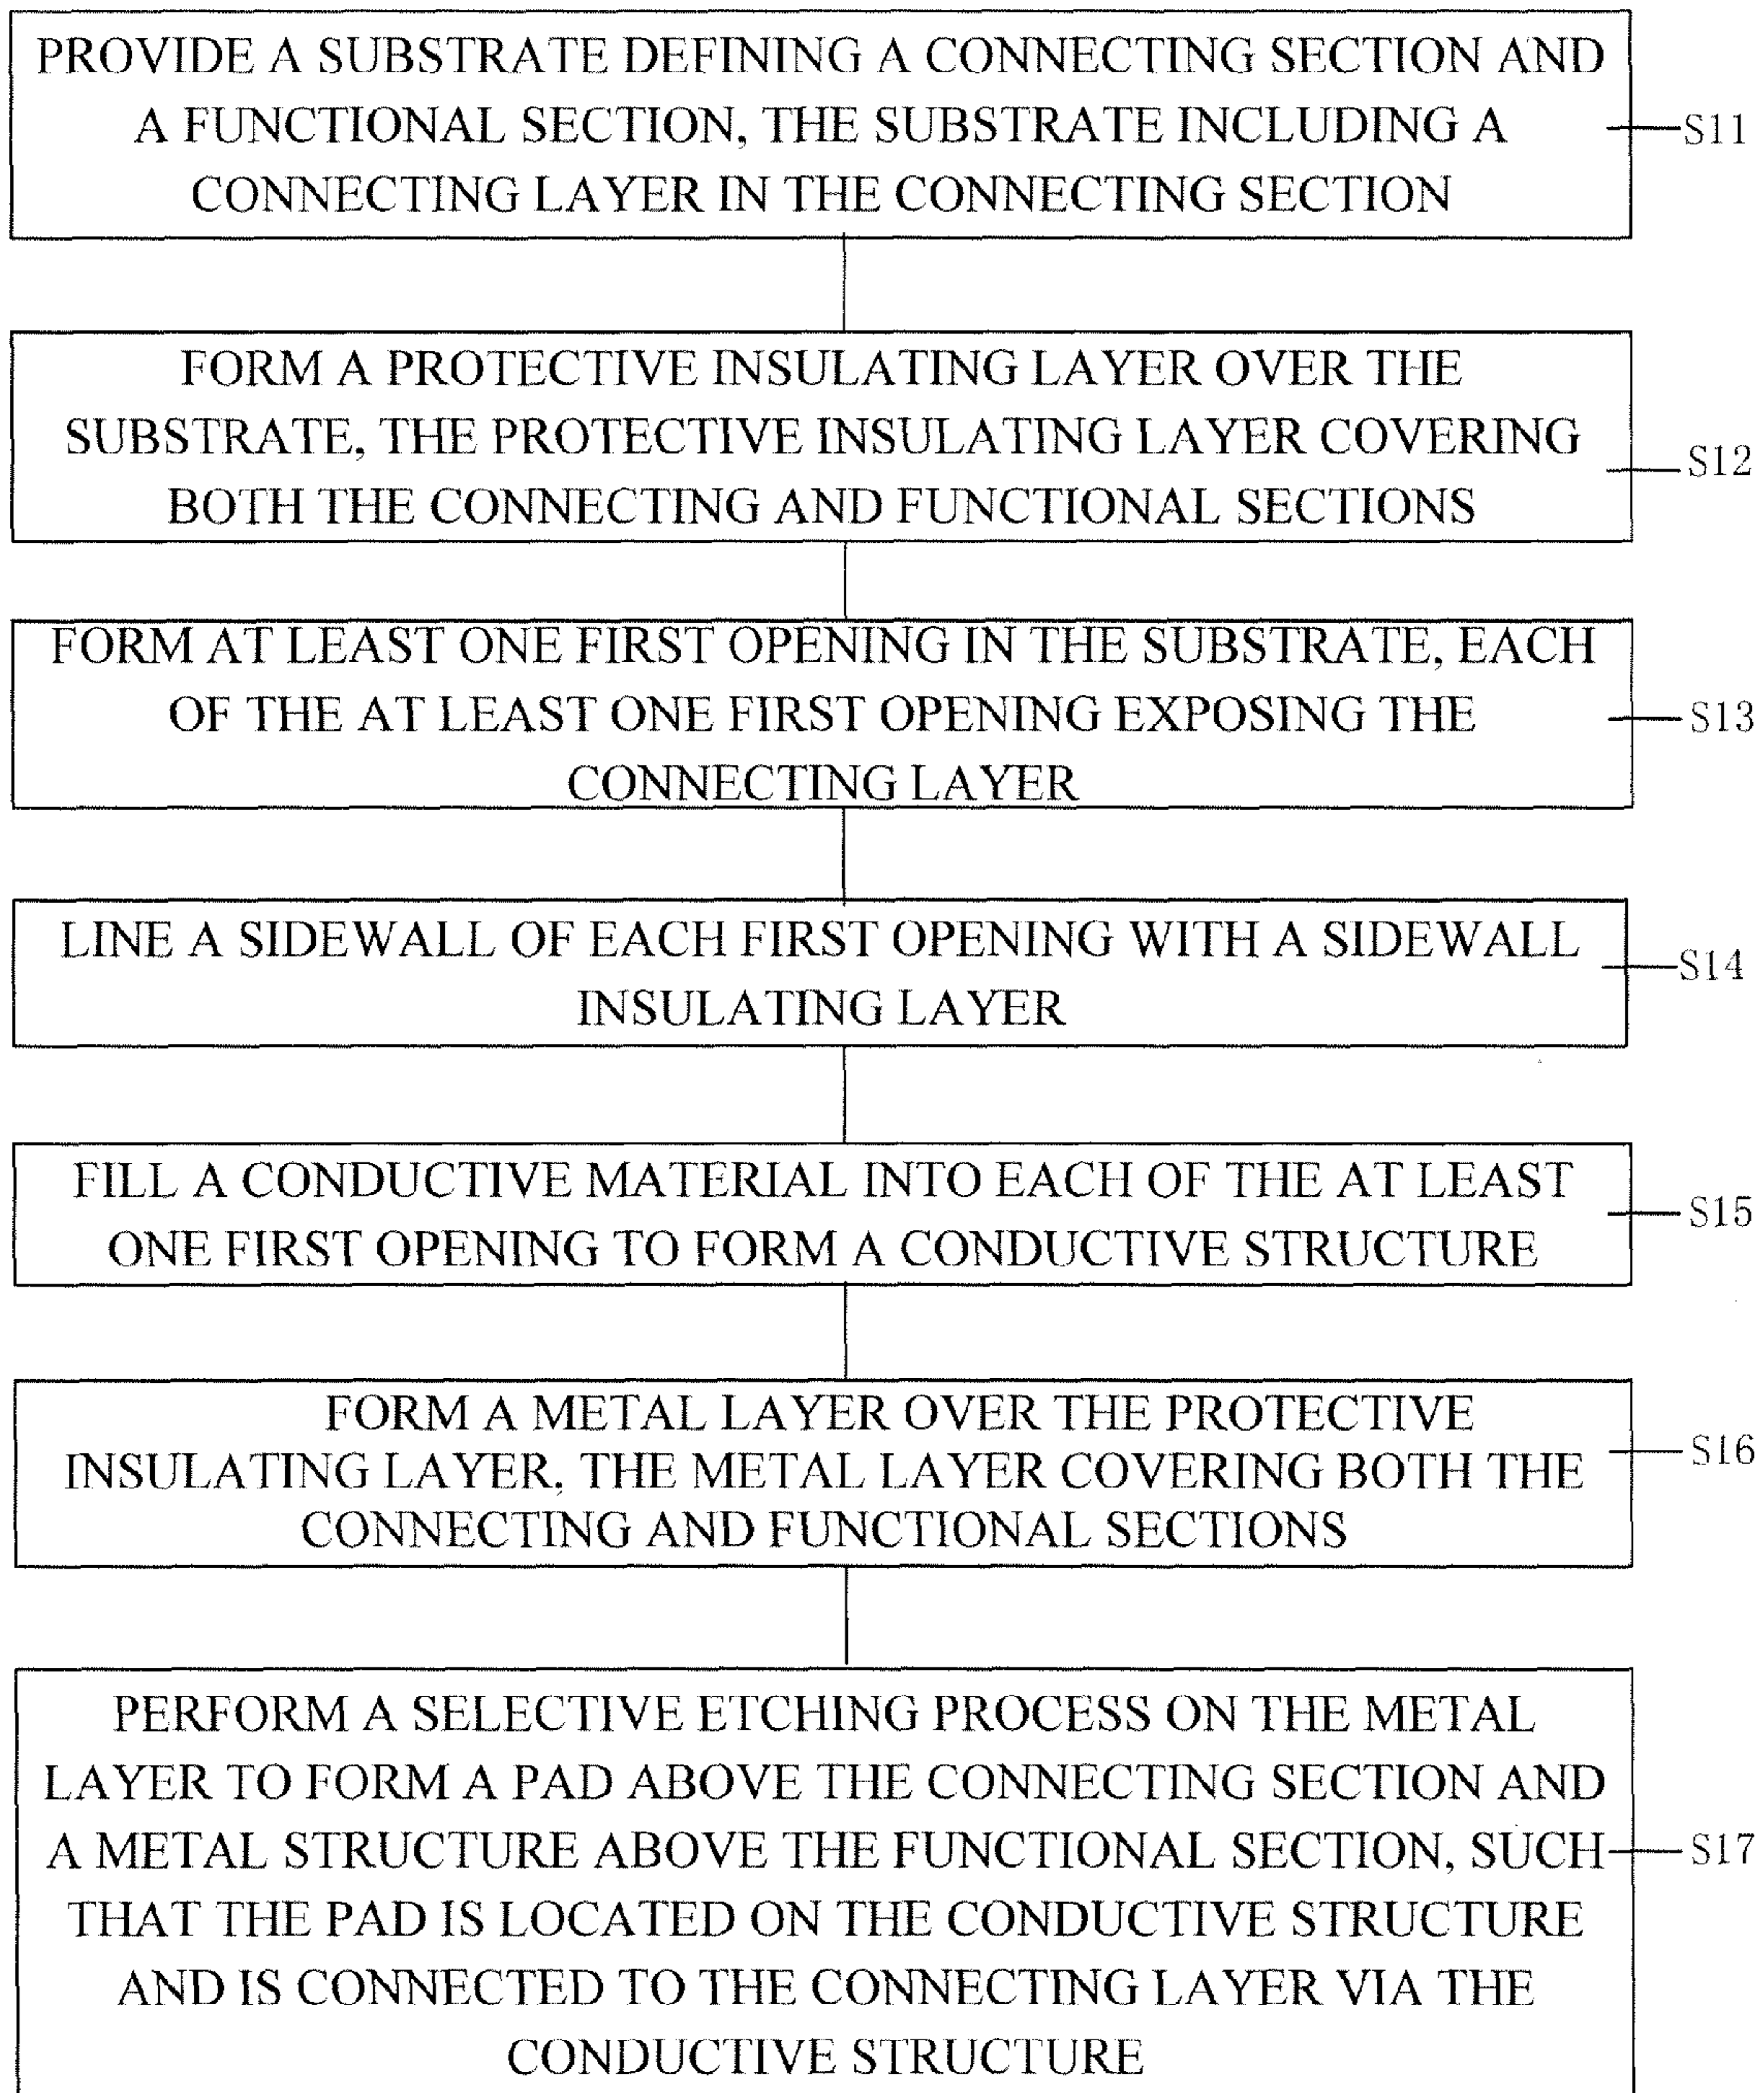 PROVIDE A SUBSTRATE DEFINING A CONNECTING SECTION AND
A FUNCTIONAL SECTION, THE SUBSTRATE INCLUDING A
CONNECTING LAYER IN THE CONNECTING SECTION
S11
FORM A PROTECTIVE INSULATING LAYER OVER THE
SUBSTRATE, THE PROTECTIVE INSULATING LAYER COVERING
BOTH THE CONNECTING AND FUNCTIONAL SECTIONS
S12
FORM AT LEAST ONE FIRST OPENING IN THE SUBSTRATE, EACH
OF THE AT LEAST ONE FIRST OPENING EXPOSING THE
CONNECTING LAYER
S13
LINE A SIDEWALL OF EACH FIRST OPENING WITH A SIDEWALL
INSULATING LAYER
S14
FILL A CONDUCTIVE MATERIAL INTO EACH OF THE AT LEAST
ONE FIRST OPENING TO FORM A CONDUCTIVE STRUCTURE
S15
FORM A METAL LAYER OVER THE PROTECTIVE
INSULATING LAYER, THE METAL LAYER COVERING BOTH THE
CONNECTING AND FUNCTIONAL SECTIONS
S16
PERFORM A SELECTIVE ETCHING PROCESS ON THE METAL
LAYER TO FORM A PAD ABOVE THE CONNECTING SECTION AND
A METAL STRUCTURE ABOVE THE FUNCTIONAL SECTION, SUCH
THAT THE PAD IS LOCATED ON THE CONDUCTIVE STRUCTURE
AND IS CONNECTED TO THE CONNECTING LAYER VIA THE
CONDUCTIVE STRUCTURE
S17